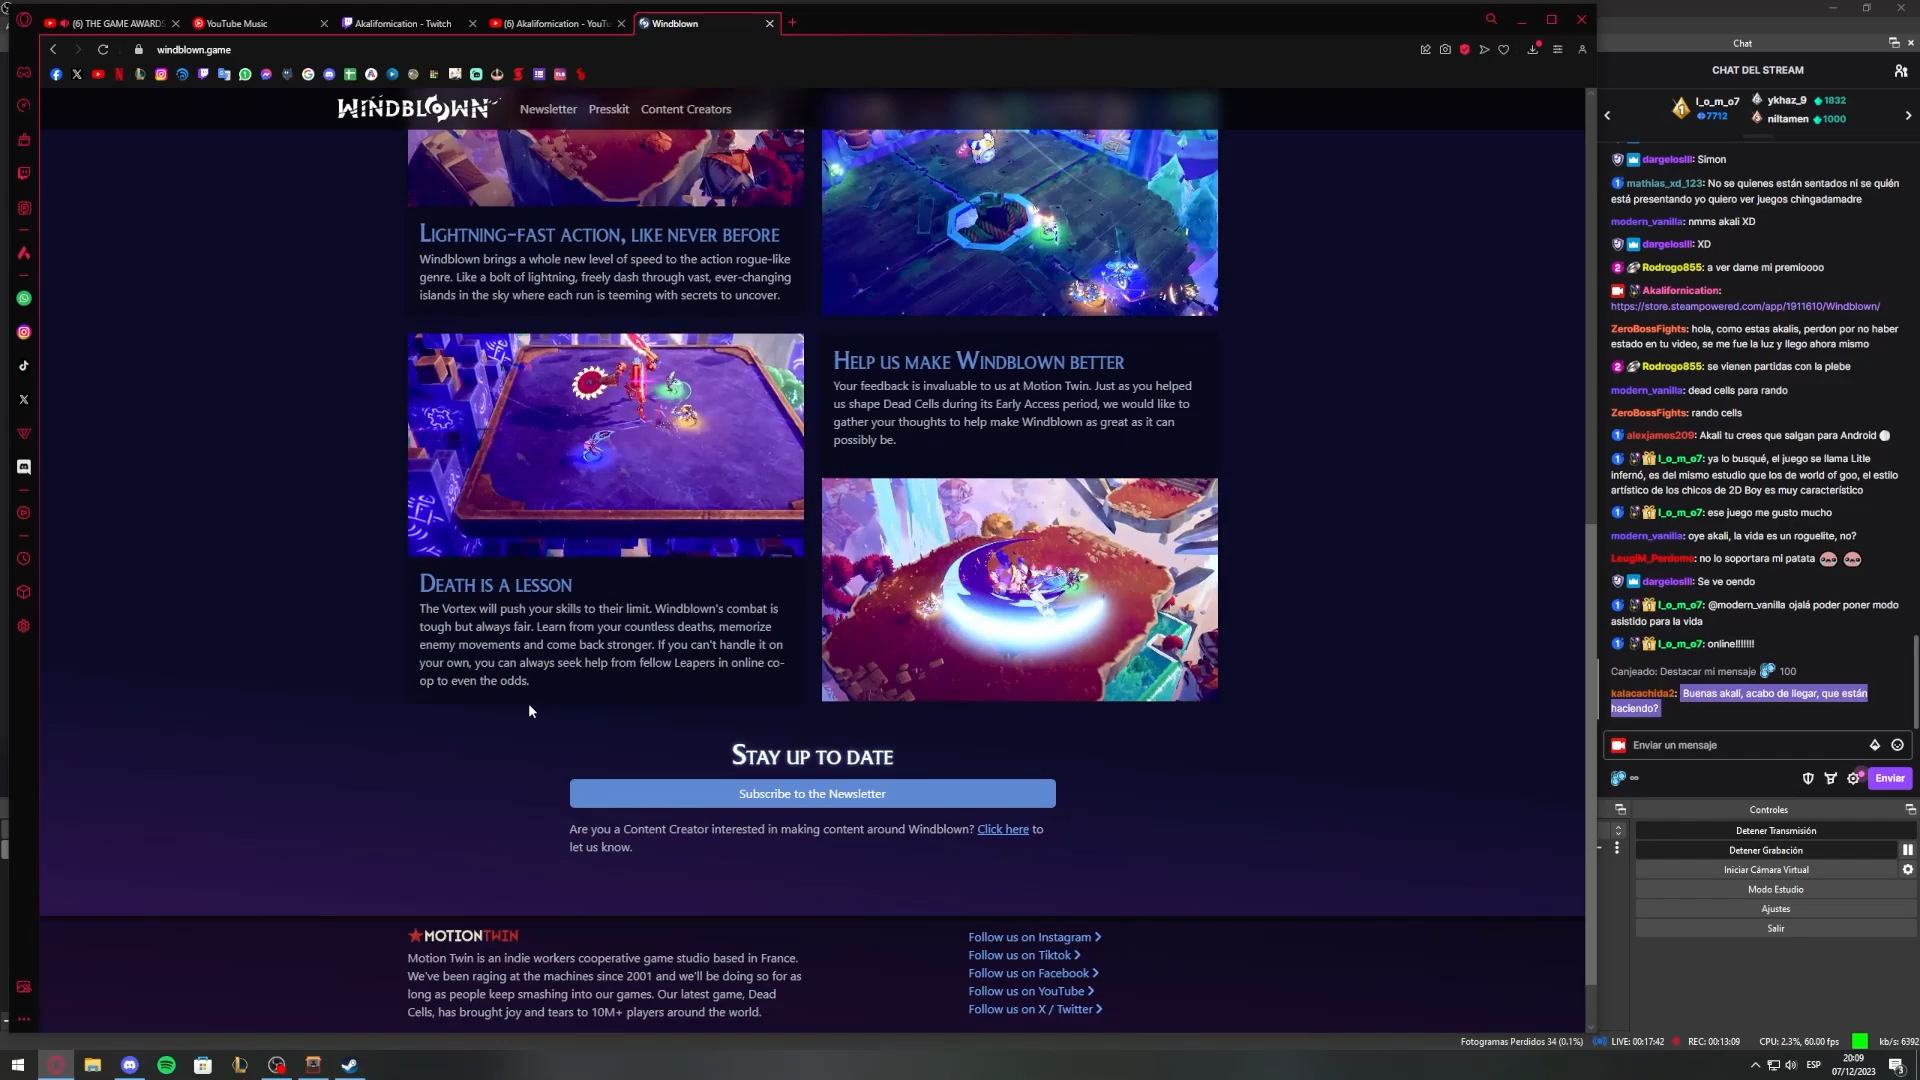 (6) THE GAME AWARDS
YouTube Music
Akalifornication - Twitch
(6) Akalifornication - YouTu
Windblown
windblown.game
WINDBLOWN
Newsletter
Presskit
Content Creators
Lightning-fast action, like never before
Windblown brings a whole new level of speed to the action rogue-like
genre. Like a bolt of lightning, freely dash through vast, ever-changing
islands in the sky where each run is teeming with secrets to uncover.
Help us make Windblown better
Your feedback is invaluable to us at Motion Twin. Just as you helped
us shape Dead Cells during its Early Access period, we would like to
gather your thoughts to help make Windblown as great as it can
possibly be.
Death is a lesson
The Vortex will push your skills to their limit. Windblown's combat is
tough but always fair. Learn from your countless deaths, memorize
enemy movements and come back stronger. If you can't handle it on
your own, you can always seek help from fellow Leapers in online co-
op to even the odds.
Stay up to date
Subscribe to the Newsletter
Are you a Content Creator interested in making content around Windblown? Click here to
let us know.
MOTIONTWIN
Motion Twin is an indie workers cooperative game studio based in France.
We've been raging at the machines since 2001 and we'll be doing so for as
long as people keep smashing into our games. Our latest game, Dead
Cells, has brought joy and tears to 10M+ players around the world.
Follow us on Instagram
Follow us on Tiktok
Follow us on Facebook
Follow us on YouTube
Follow us on X / Twitter
Chat
CHAT DEL STREAM
l_o_m_o7
7712
ykhaz_9 1832
niltamen 1000
dargoslll: Simon
mathias_xd_123: No se quienes están sentados ni se quién
está presentando yo quiero ver juegos chingadamadre
modern_vanilla: nmms akali XD
dargoslll: XD
Rodrogo855: a ver dame mi premioooo
Akalifornication:
https://store.steampowered.com/app/1911610/Windblown/
ZeroBossFights: hola, como estas akalis, perdon por no haber
estado en tu video, se me fue la luz y llego ahora mismo
Rodrogo855: se vienen partidas con la plebe
modern_vanilla: dead cells para rando
ZeroBossFights: rando cells
alexjames209: Akali tu crees que salgan para Android
l_o_m_o7: ya lo busqué, el juego se llama Litle
infernó, es del mismo estudio que los de world of goo, el estilo
artístico de los chicos de 2D Boy es muy característico
l_o_m_o7: ese juego me gusto mucho
modern_vanilla: oye akali, la vida es un roguelite, no?
LeugiM_Perdomo: no lo soportara mi patata
dargoslll: Se ve oendo
l_o_m_o7: @modern_vanilla ojalá poder poner modo
asistido para la vida
l_o_m_o7: online!!!!!!!
Canjeado: Destacar mi mensaje 100
kalacachida2: Buenas akali, acabo de llegar, que están
haciendo?
Enviar un mensaje
Enviar
Controles
Detener Transmisión
Detener Grabación
Iniciar Cámara Virtual
Modo Estudio
Ajustes
Salir
Fotogramas Perdidos 34 (0.1%)
LIVE: 00:17:42
REC: 00:13:09
CPU: 2.3%, 60.00 fps
kb/s: 6392
ESP
20:09
07/12/2023
3